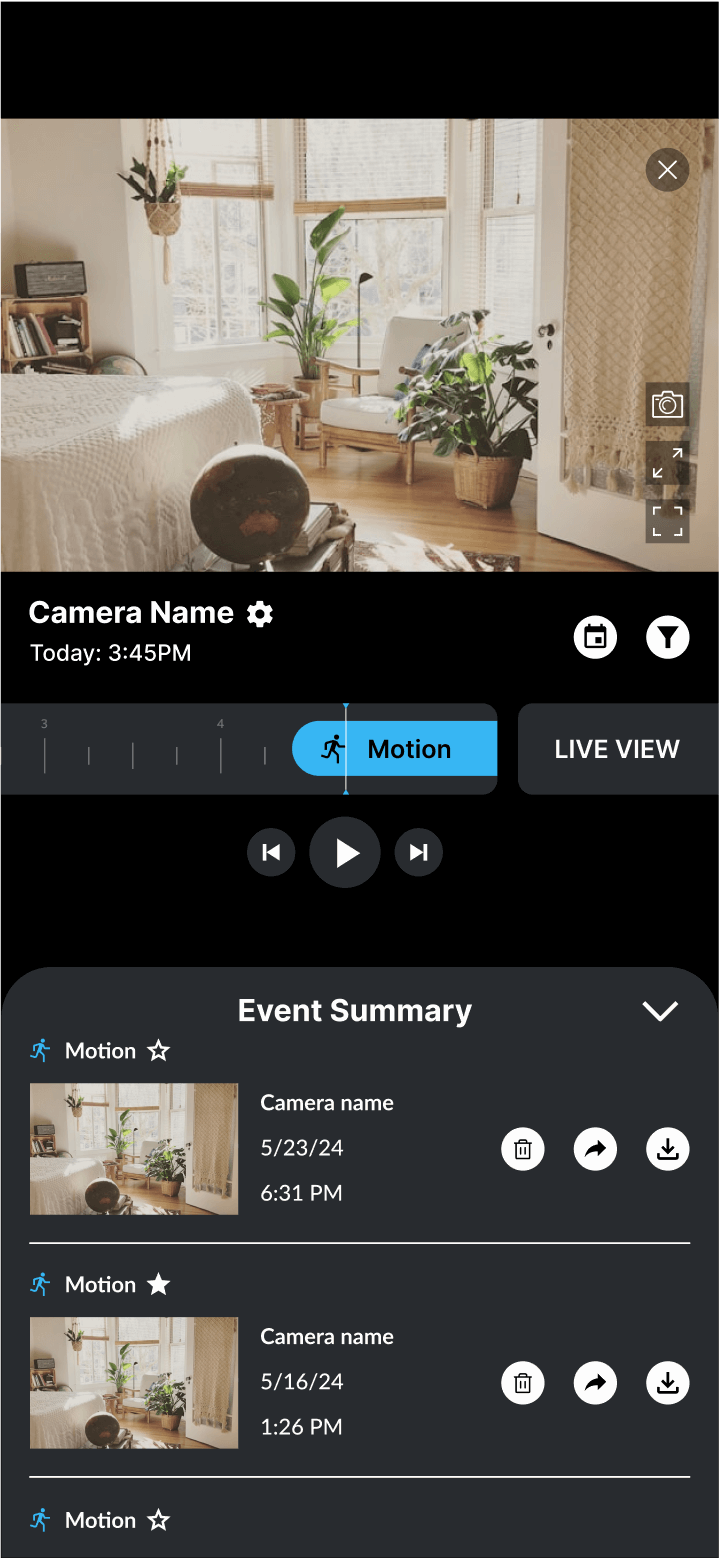 Camera Name
Today: 3:45PM
3 4
Motion
LIVE VIEW
Event Summary
Motion
Camera name
5/23/24
6:31 PM
Motion
Camera name
5/16/24
1:26 PM
Motion